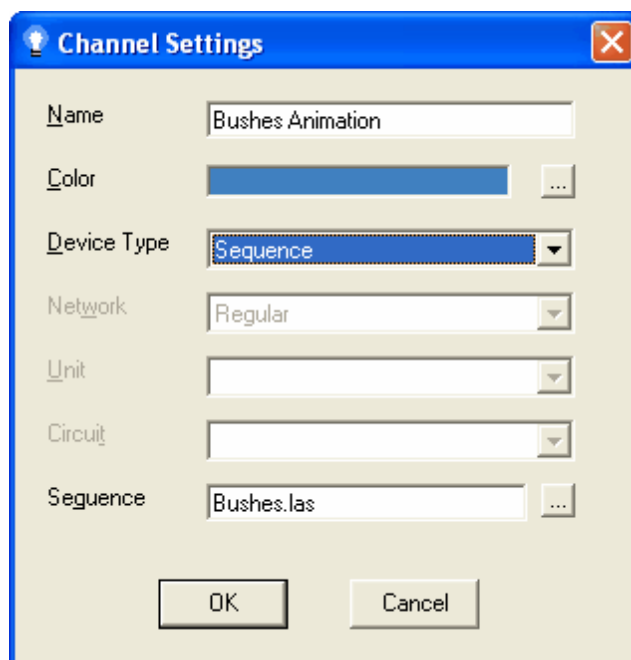 Channel Settings
Name Bushes Animation
Color ...
Device Type Sequence
Network Regular
Unit
Circuit
Sequence Bushes.las ...
OK Cancel